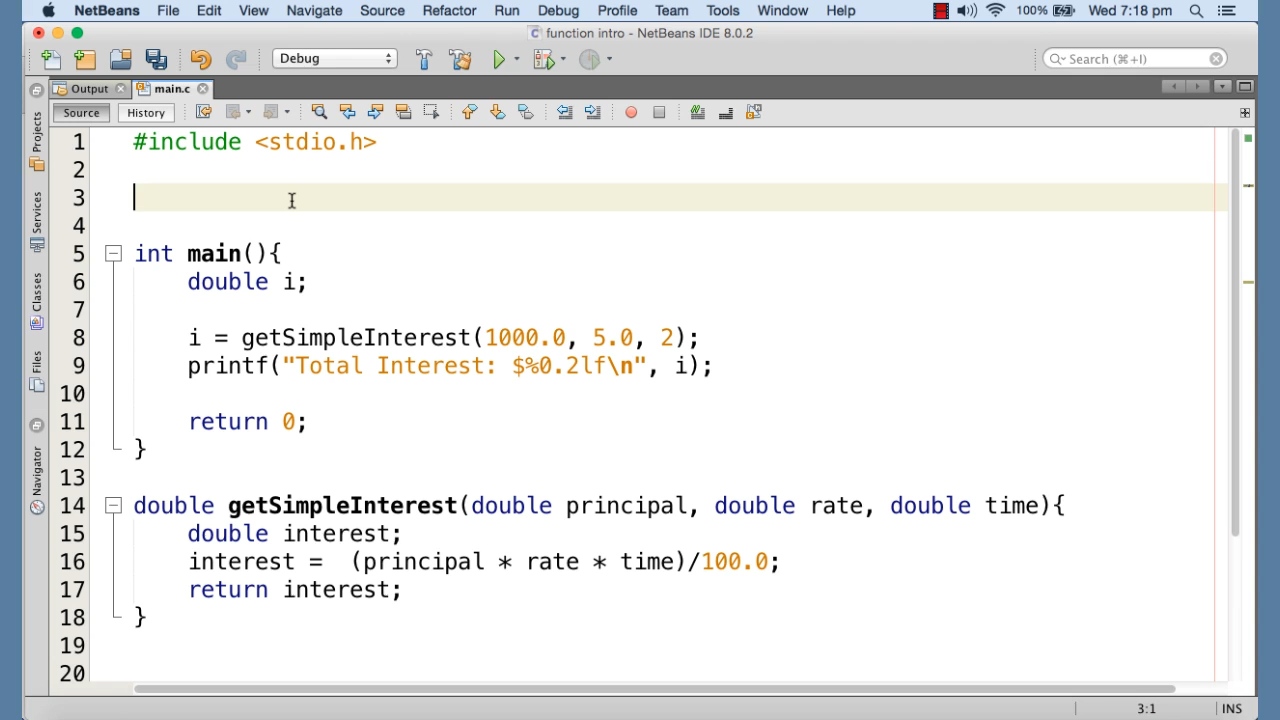 NetBeans File Edit View Navigate Source Refactor Run Debug Profile Team Tools Window Help 100% Wed 7:18 pm
function intro - NetBeans IDE 8.0.2
Debug Search (⌘+I)
Output main.c
Source History
Projects
Services
Classes
Files
Navigator
1 #include <stdio.h>
2
3
4
5 int main(){
6 double i;
7
8 i = getSimpleInterest(1000.0, 5.0, 2);
9 printf("Total Interest: $%0.2lf\n", i);
10
11 return 0;
12 }
13
14 double getSimpleInterest(double principal, double rate, double time){
15 double interest;
16 interest =  (principal * rate * time)/100.0;
17 return interest;
18 }
19
20
3:1 INS